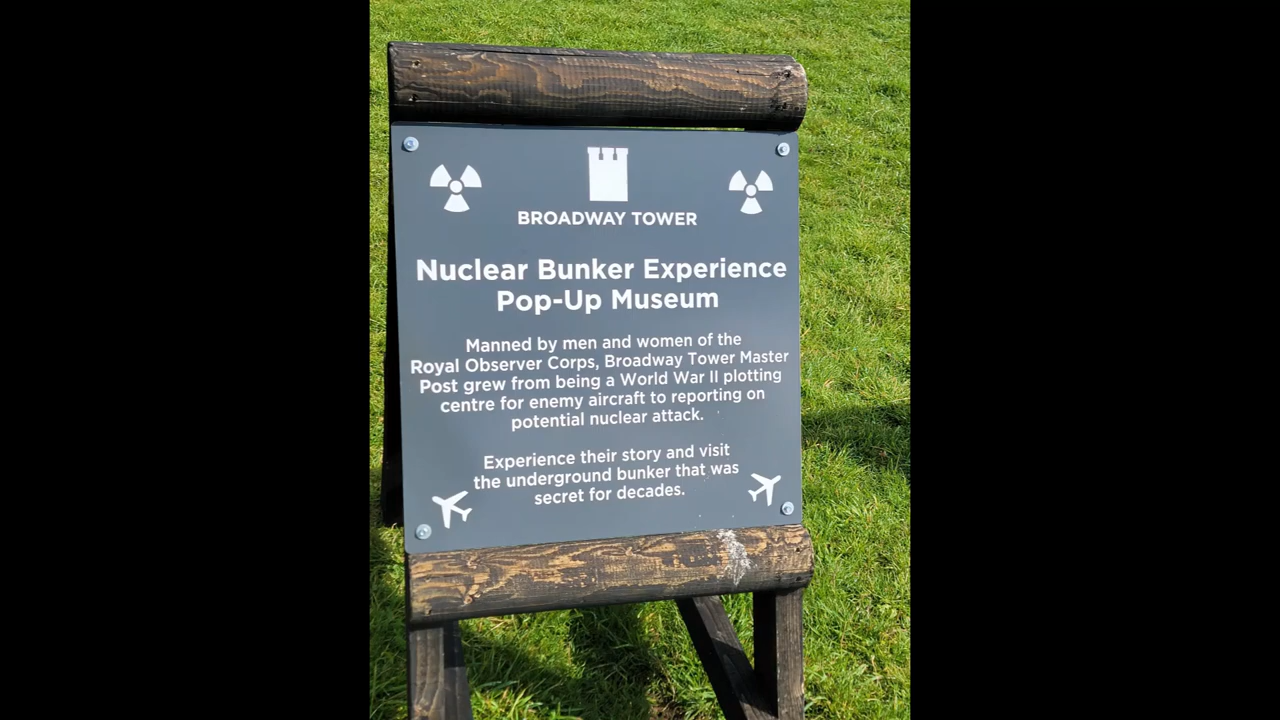 BROADWAY TOWER
Nuclear Bunker Experience
Pop-Up Museum
Manned by men and women of the
Royal Observer Corps, Broadway Tower Master
Post grew from being a World War II plotting
centre for enemy aircraft to reporting on
potential nuclear attack.
Experience their story and visit
the underground bunker that was
secret for decades.